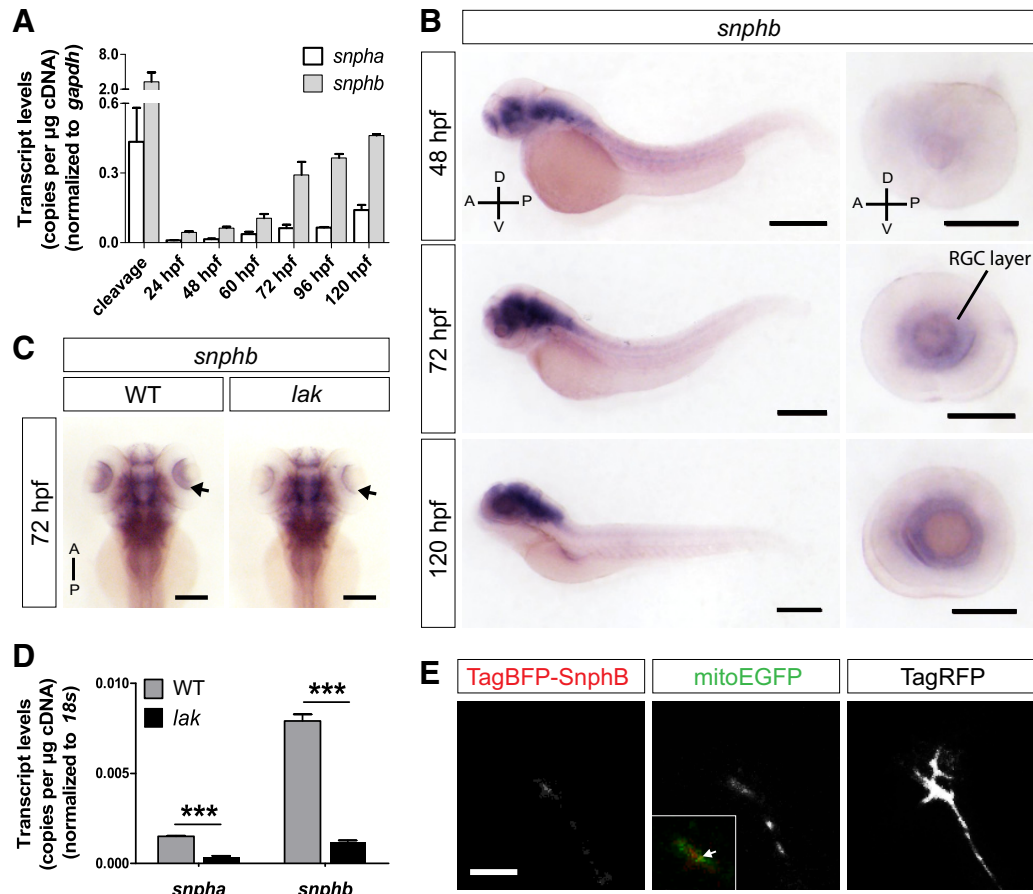 A
Transcript levels
(copies per µg cDNA)
(normalized to gapdh)
8.0
2.0
0.6
0.3
0.0
snpha
snphb
cleavage
24 hpf
48 hpf
60 hpf
72 hpf
96 hpf
120 hpf
B
snphb
48 hpf
D
A
P
V
D
A
P
V
72 hpf
RGC layer
120 hpf
C
snphb
WT
lak
72 hpf
A
P
D
Transcript levels
(copies per µg cDNA)
(normalized to 18s)
0.010
0.005
0.000
WT
lak
***
***
snpha
snphb
E
TagBFP-SnphB
mitoEGFP
TagRFP